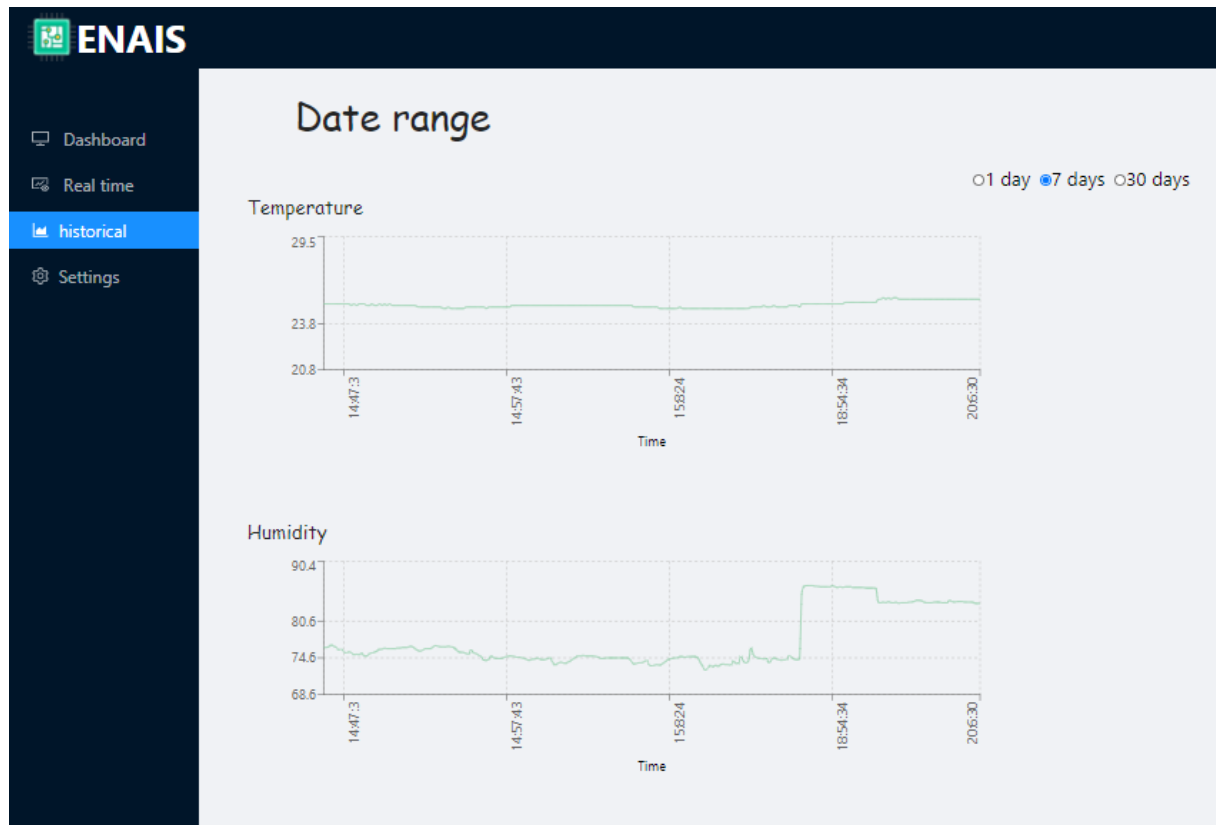 ENAIS
Dashboard
Real time
historical
Settings
Date range
1 day 7 days 30 days
Temperature
29.5
23.8
20.8
14:47:3
14:57:43
15:8:24
18:54:34
20:6:30
Time
Humidity
90.4
80.6
74.6
68.6
14:47:3
14:57:43
15:8:24
18:54:34
20:6:30
Time